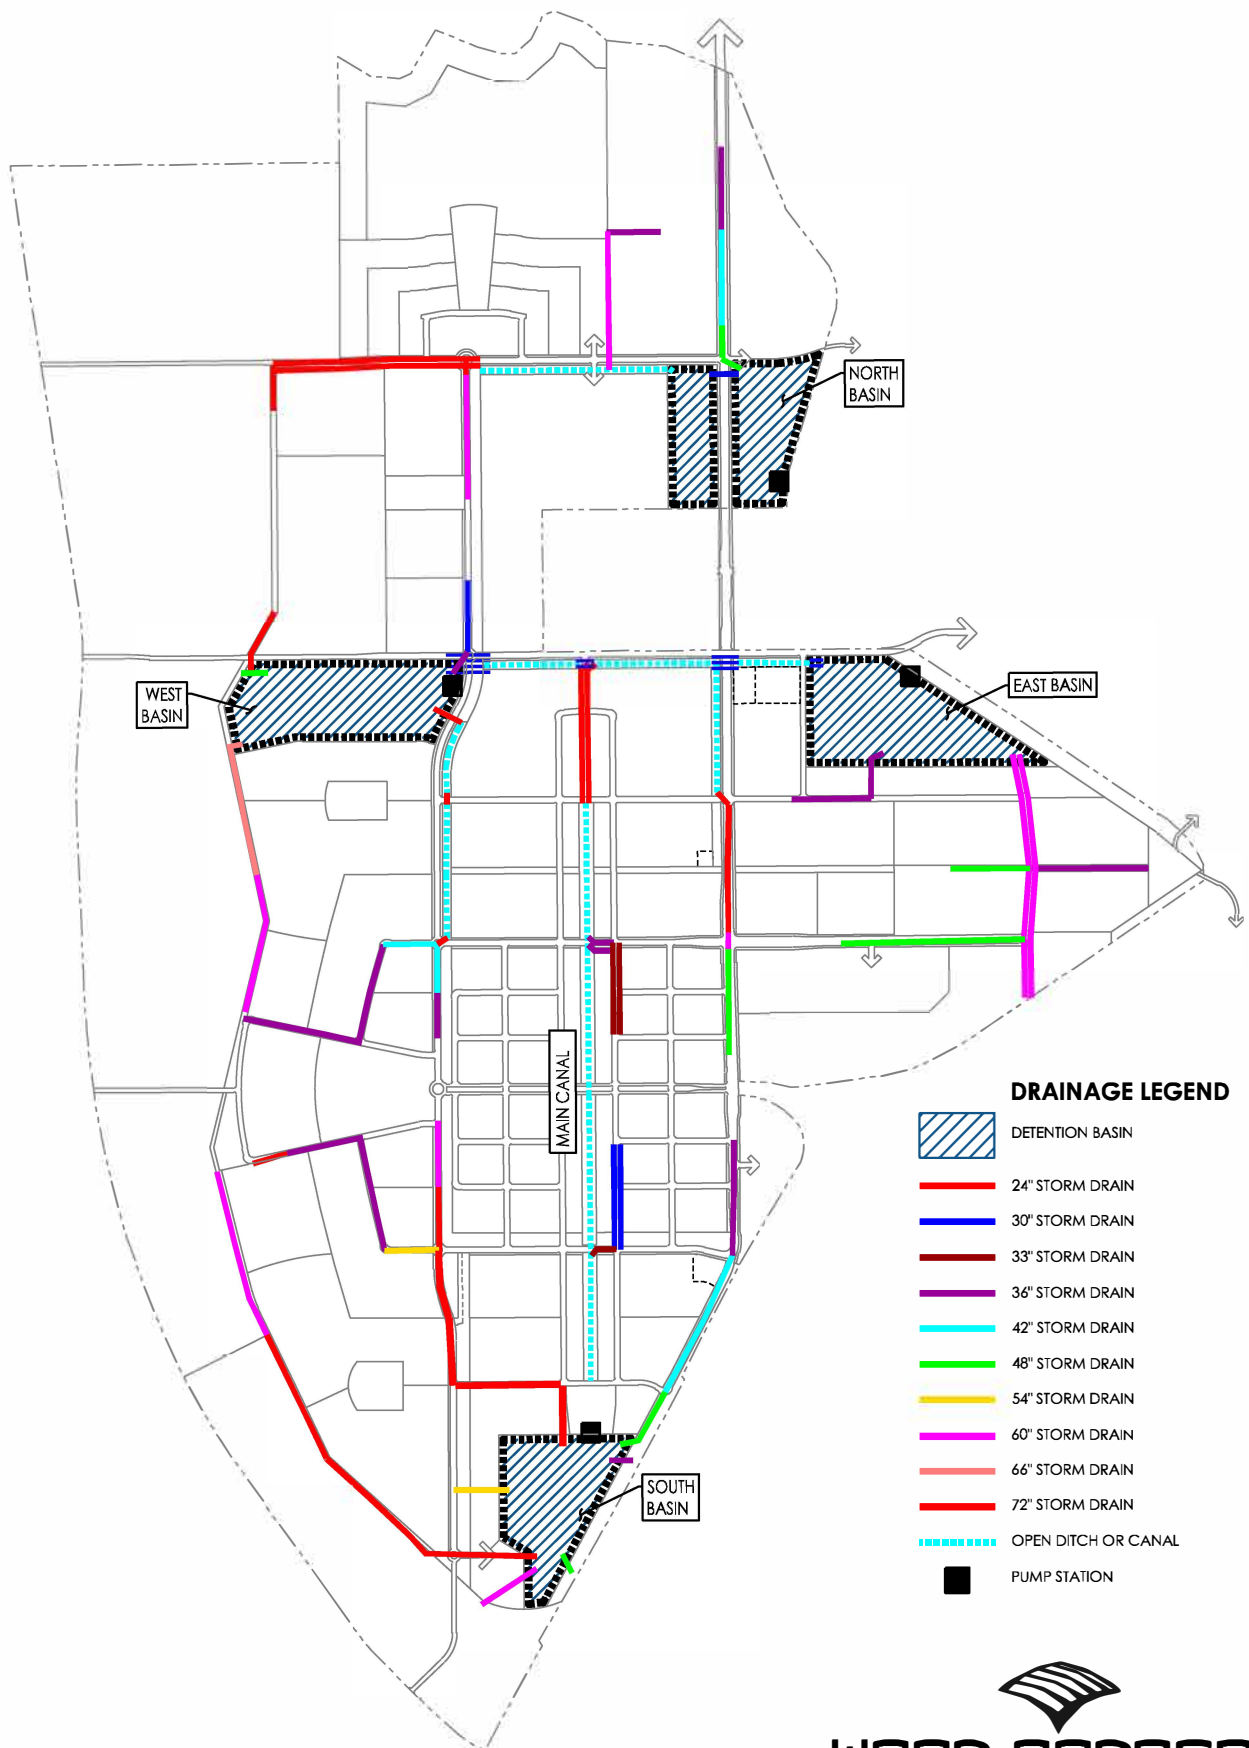 NORTH
BASIN
WEST
BASIN
EAST BASIN
MAIN CANAL
SOUTH
BASIN
DRAINAGE LEGEND
DETENTION BASIN
24" STORM DRAIN
30" STORM DRAIN
33" STORM DRAIN
36" STORM DRAIN
42" STORM DRAIN
48" STORM DRAIN
54" STORM DRAIN
60" STORM DRAIN
66" STORM DRAIN
72" STORM DRAIN
OPEN DITCH OR CANAL
PUMP STATION